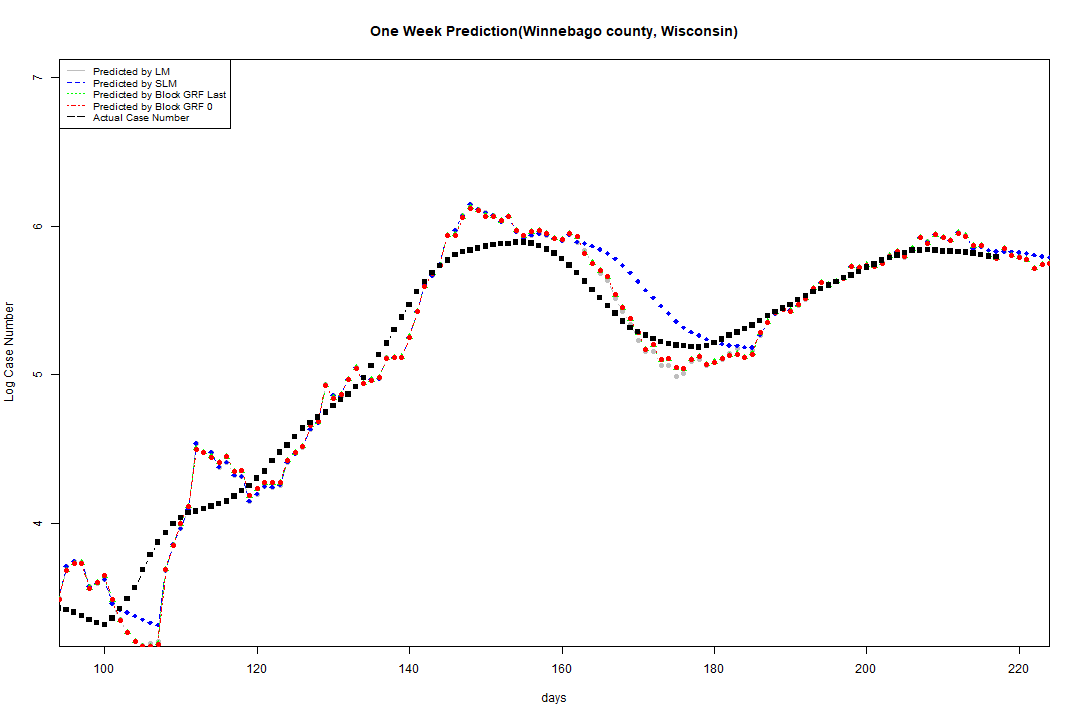 One Week Prediction(Winnebago county, Wisconsin)
Predicted by LM
Predicted by SLM
Predicted by Block GRF Last
Predicted by Block GRF 0
Actual Case Number
7
6
5
4
Log Case Number
100 120 140 160 180 200 220
days